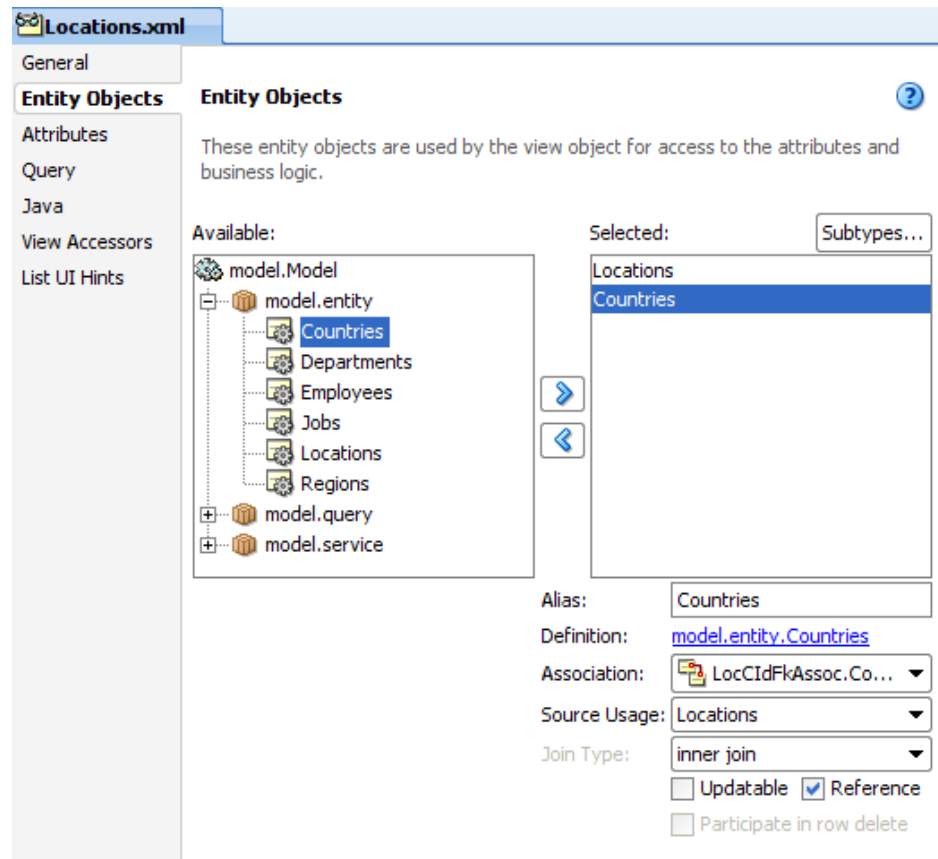 Locations.xml
General
Entity Objects
Attributes
Query
Java
View Accessors
List UI Hints
Entity Objects
These entity objects are used by the view object for access to the attributes and
business logic.
Available:
model.Model
model.entity
Countries
Departments
Employees
Jobs
Locations
Regions
model.query
model.service
Selected:
Subtypes...
Locations
Countries
Alias: Countries
Definition: model.entity.Countries
Association: LocCIdFkAssoc.Co...
Source Usage: Locations
Join Type: inner join
Updatable Reference
Participate in row delete